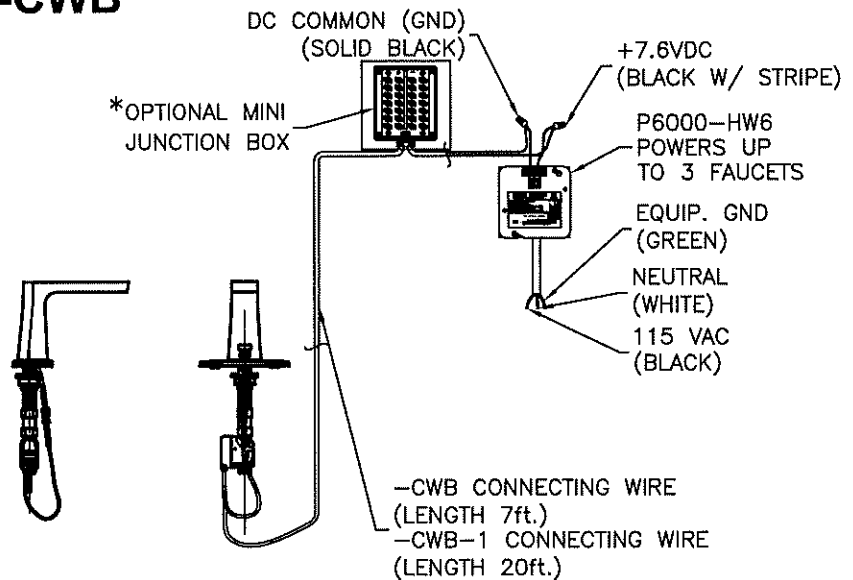 -CWB
DC COMMON (GND)
(SOLID BLACK)
+7.6VDC
(BLACK W/ STRIPE)
*OPTIONAL MINI
JUNCTION BOX
P6000-HW6
POWERS UP
TO 3 FAUCETS
EQUIP. GND
(GREEN)
NEUTRAL
(WHITE)
115 VAC
(BLACK)
-CWB CONNECTING WIRE
(LENGTH 7ft.)
-CWB-1 CONNECTING WIRE
(LENGTH 20ft.)